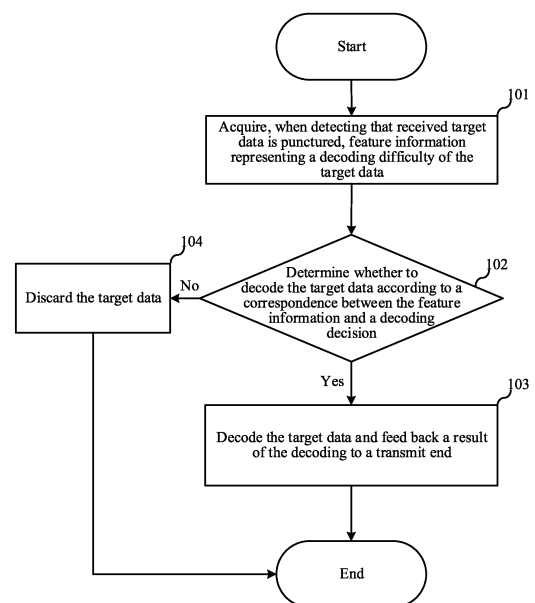 Start
101
Acquire, when detecting that received target
data is punctured, feature information
representing a decoding difficulty of the
target data
104
102
Determine whether to
decode the target data according to a
correspondence between the feature
information and a decoding
decision
No
Discard the target data
Yes
103
Decode the target data and feed back a result
of the decoding to a transmit end
End